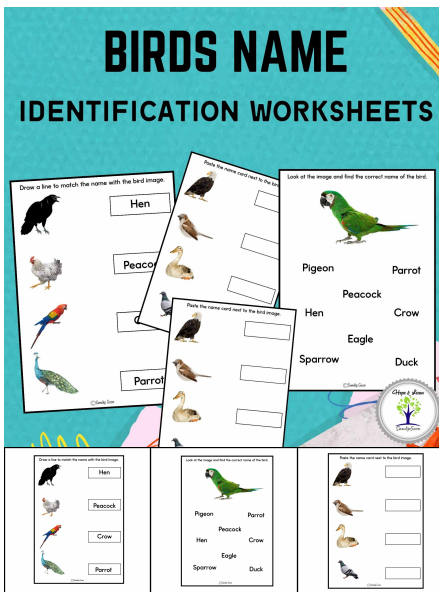 BIRDS NAME
IDENTIFICATION WORKSHEETS
Draw a line to match the name with the bird image.
Hen
Peaco
C
Parrot
©SandySoca
Paste the name card next to the bir
Paste the name card next to the bird image.
Look at the image and find the correct name of the bird.
Pigeon
Parrot
Peacock
Hen
Crow
Eagle
Sparrow
Duck
Draw a line to match the name with the bird image.
Hen
Peacock
Crow
Parrot
Look at the image and find the correct name of the bird.
Pigeon
Parrot
Peacock
Hen
Crow
Eagle
Sparrow
Duck
Paste the name card next to the bird image.